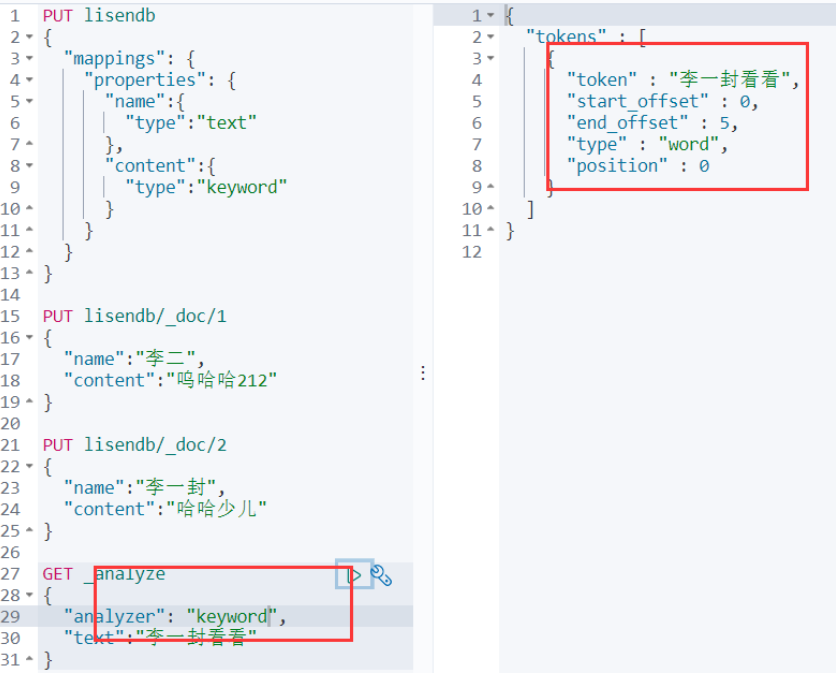 1 PUT lisendb
2 {
3 "mappings": {
4 "properties": {
5 "name":{
6 "type":"text"
7 },
8 "content":{
9 "type":"keyword"
10 }
11 }
12 }
13 }
14
15 PUT lisendb/_doc/1
16 {
17 "name":"李二",
18 "content":"呜哈哈212"
19 }
20
21 PUT lisendb/_doc/2
22 {
23 "name":"李一封",
24 "content":"哈哈少儿"
25 }
26
27 GET _analyze
28 {
29 "analyzer": "keyword",
30 "text":"李一封看看"
31 }
1 {
2 "tokens" : [
3 {
4 "token" : "李一封看看",
5 "start_offset" : 0,
6 "end_offset" : 5,
7 "type" : "word",
8 "position" : 0
9 }
10 ]
11 }
12